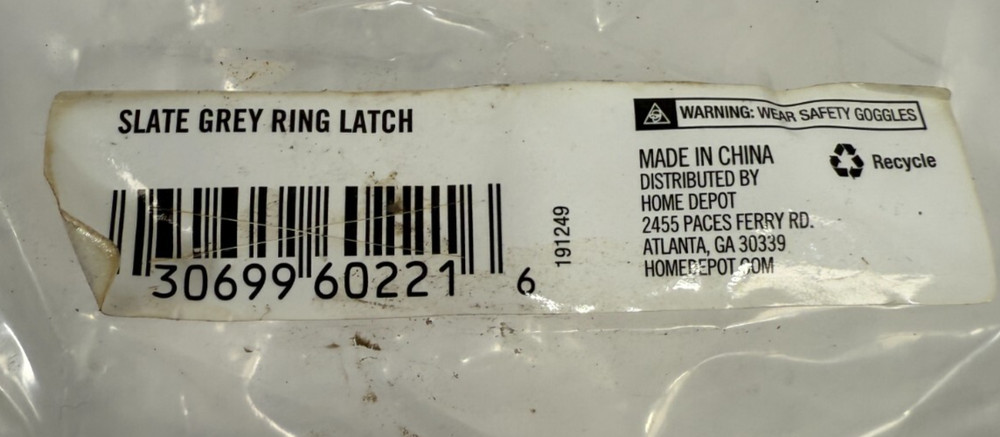 SLATE GREY RING LATCH
30699 60221 6
191249
WARNING: WEAR SAFETY GOGGLES
MADE IN CHINA
DISTRIBUTED BY
HOME DEPOT
2455 PACES FERRY RD.
ATLANTA, GA 30339
HOMEDEPOT.COM
Recycle